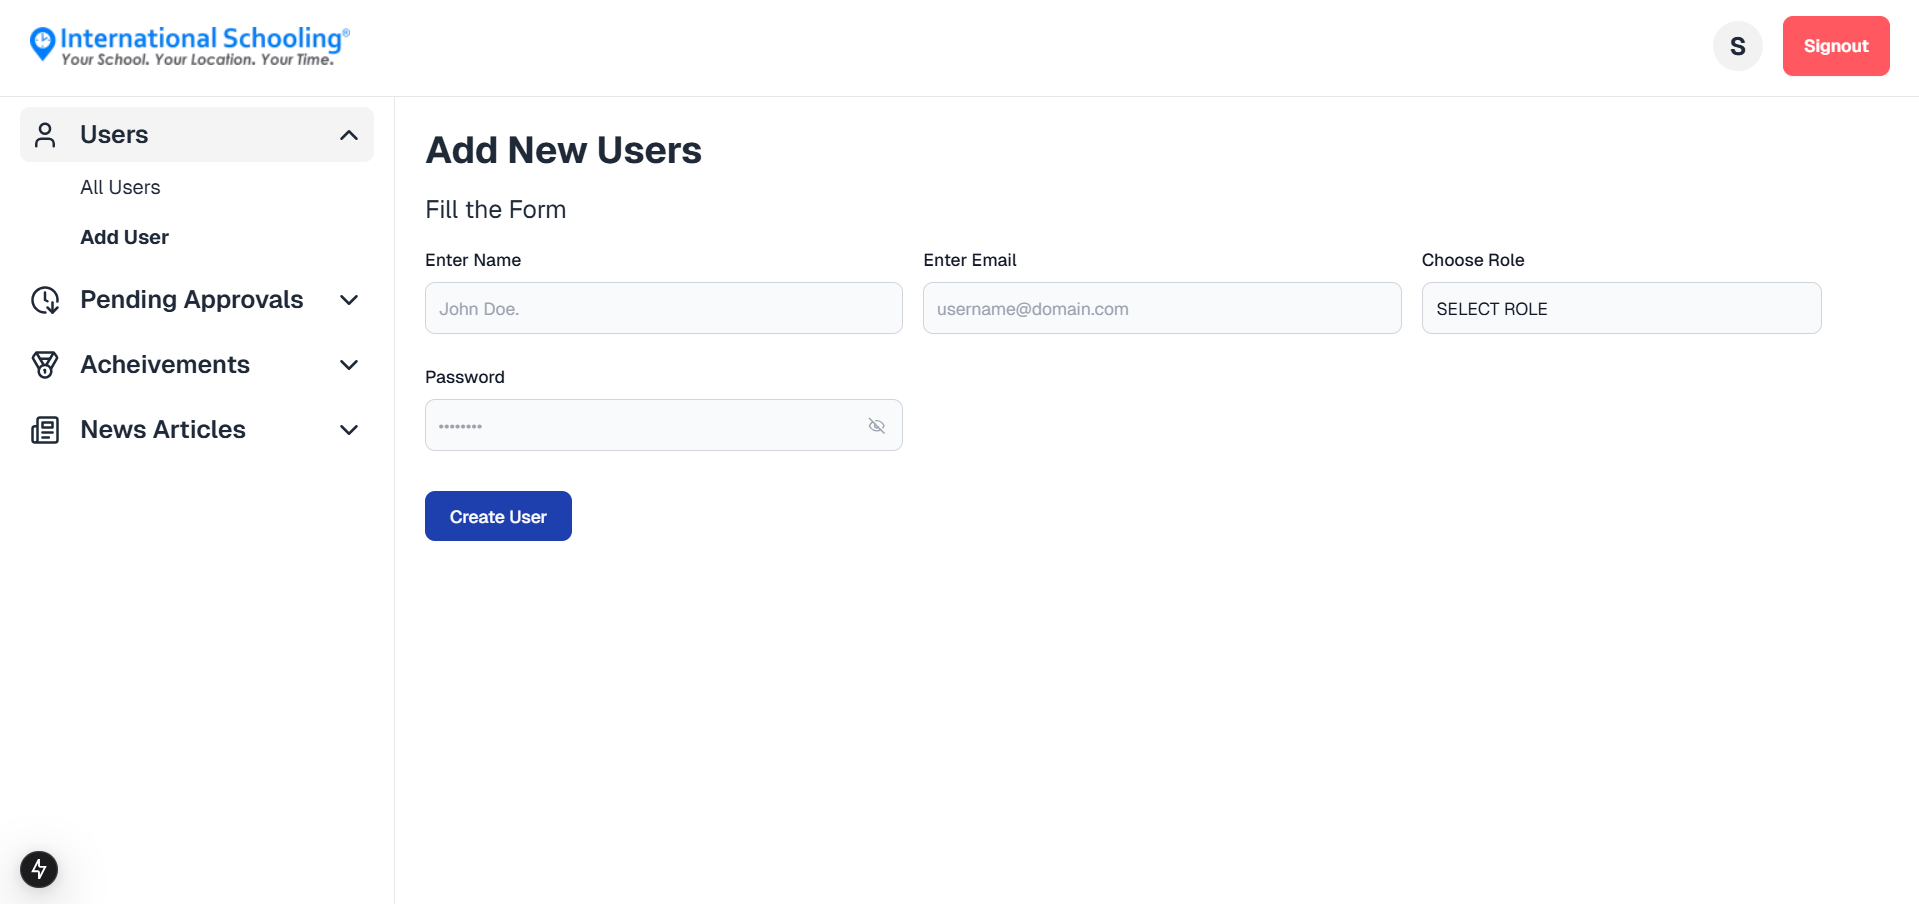 International Schooling®
Your School. Your Location. Your Time.
S
Signout
Users
All Users
Add User
Pending Approvals
Acheivements
News Articles
Add New Users
Fill the Form
Enter Name
John Doe.
Enter Email
username@domain.com
Choose Role
SELECT ROLE
Password
••••••••
Create User